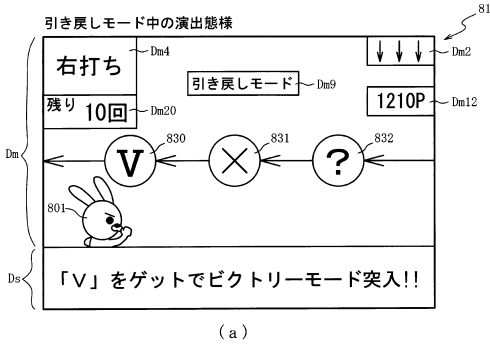 引き戻しモード中の演出態様
81
右打ち
Dm4
↓↓↓
Dm2
引き戻しモード
Dm9
残り 10回
Dm20
1210P
Dm12
Dm
830
831
832
V
×
?
801
Ds
「V」をゲットでビクトリーモード突入!!
(a)